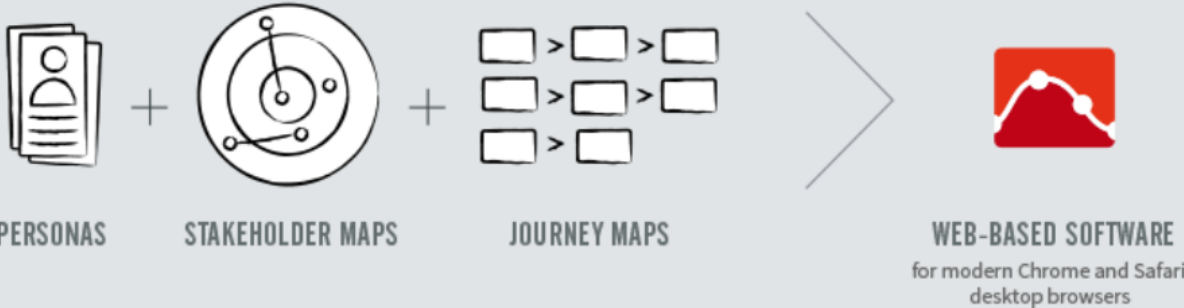 PERSONAS
STAKEHOLDER MAPS
JOURNEY MAPS
WEB-BASED SOFTWARE
for modern Chrome and Safari
desktop browsers